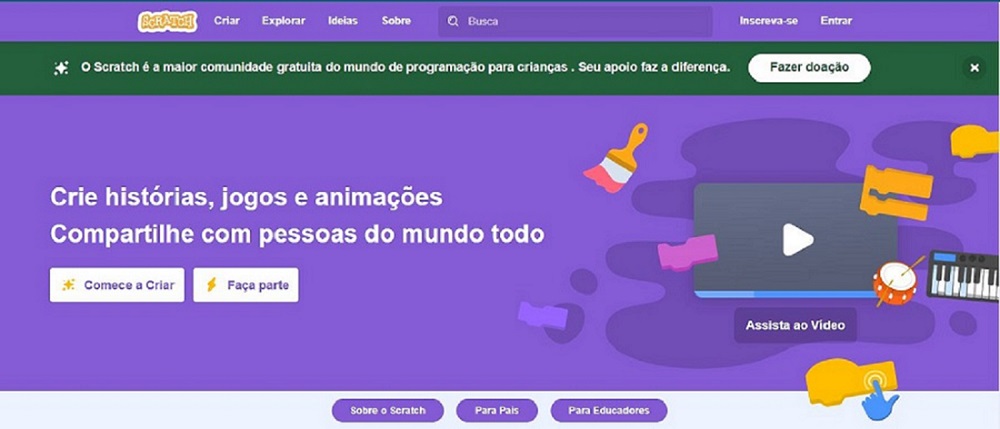 SCRATCH Criar Explorar Ideias Sobre Busca Inscreva-se Entrar
O Scratch é a maior comunidade gratuita do mundo de programação para crianças . Seu apoio faz a diferença. Fazer doação
Crie histórias, jogos e animações
Compartilhe com pessoas do mundo todo
Comece a Criar Faça parte
Assista ao Vídeo
Sobre o Scratch Para Pais Para Educadores